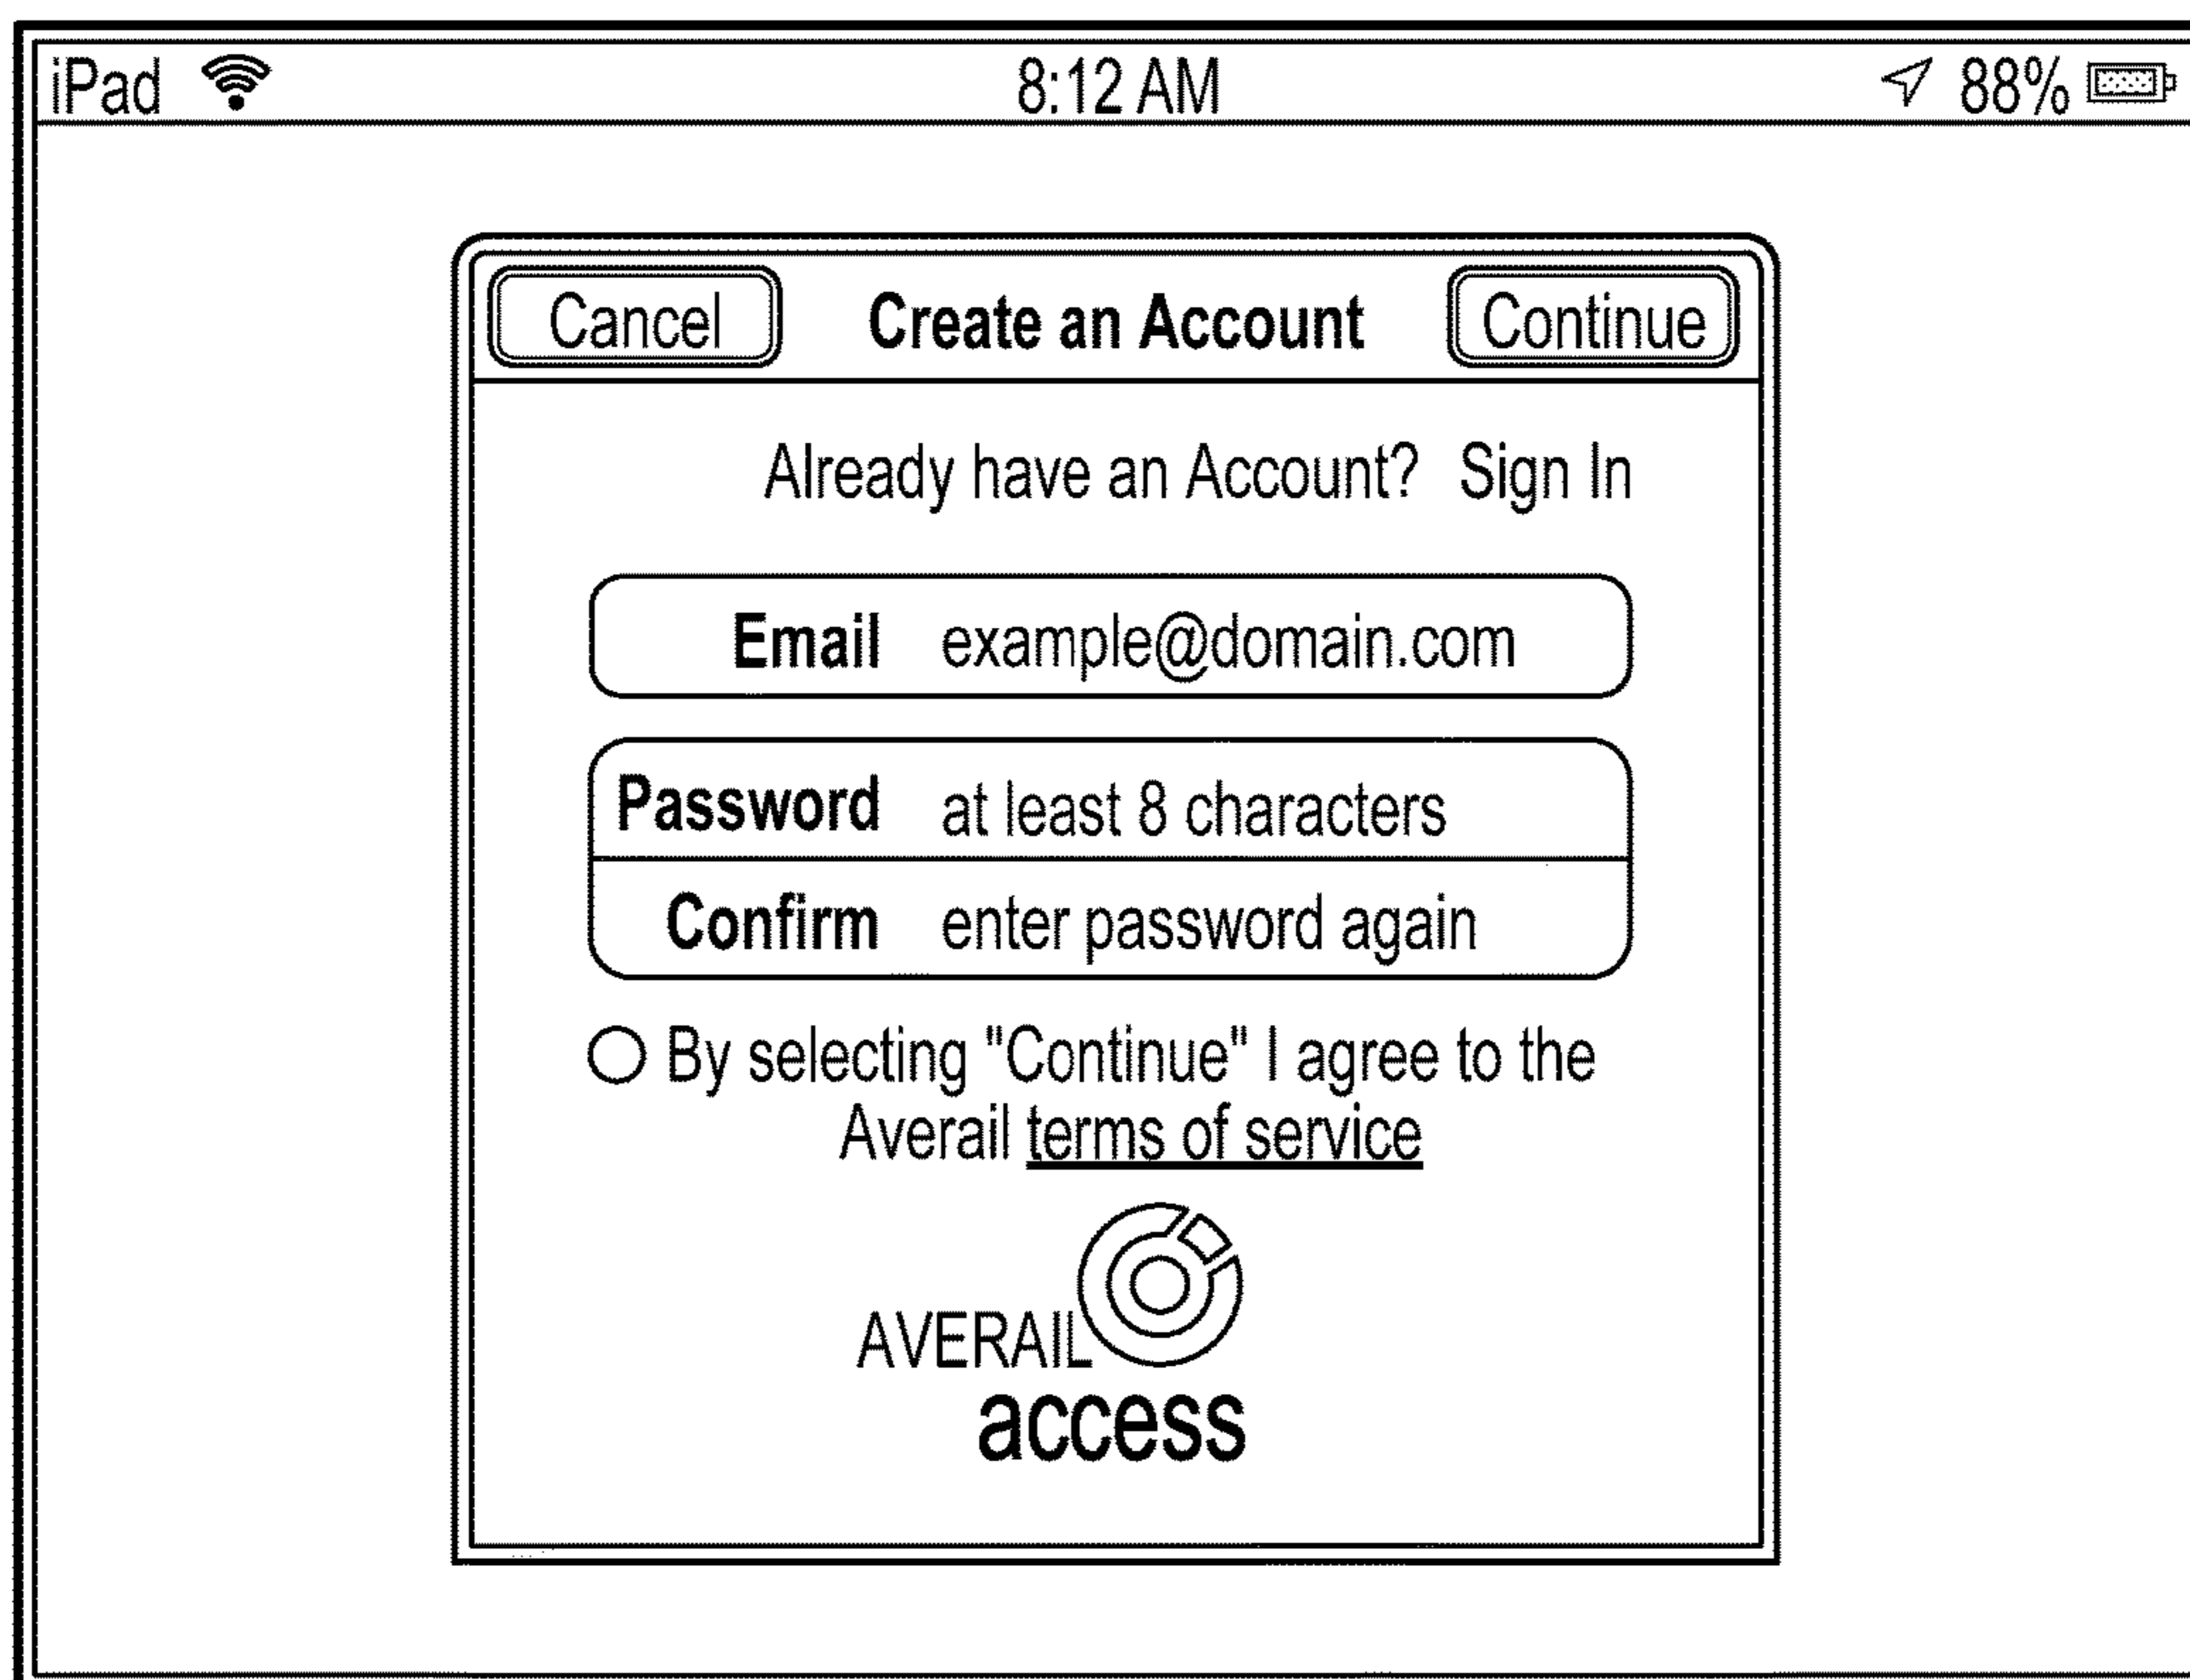 iPad 8:12 AM 88%
Cancel Create an Account Continue
Already have an Account? Sign In
Email example@domain.com
Password at least 8 characters
Confirm enter password again
By selecting "Continue" I agree to the
Averail terms of service
AVERAIL
access